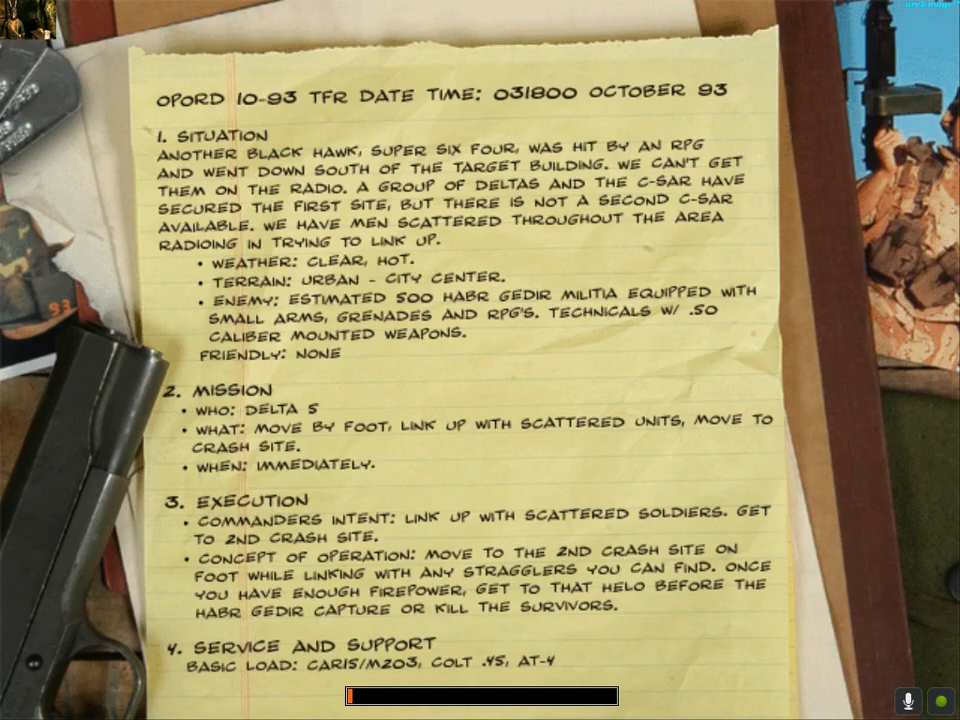 OPORD 10-93 TFR DATE TIME: 031800 OCTOBER 93
1. SITUATION
ANOTHER BLACK HAWK, SUPER SIX FOUR, WAS HIT BY AN RPG
AND WENT DOWN SOUTH OF THE TARGET BUILDING. WE CAN'T GET
THEM ON THE RADIO. A GROUP OF DELTAS AND THE C-SAR HAVE
SECURED THE FIRST SITE, BUT THERE IS NOT A SECOND C-SAR
AVAILABLE. WE HAVE MEN SCATTERED THROUGHOUT THE AREA
RADIOING IN TRYING TO LINK UP.
• WEATHER: CLEAR, HOT.
• TERRAIN: URBAN - CITY CENTER.
• ENEMY: ESTIMATED 500 HABR GEDIR MILITIA EQUIPPED WITH
SMALL ARMS, GRENADES AND RPG'S. TECHNICALS W/ .50
CALIBER MOUNTED WEAPONS.
FRIENDLY: NONE
2. MISSION
• WHO: DELTA 5
• WHAT: MOVE BY FOOT, LINK UP WITH SCATTERED UNITS, MOVE TO
CRASH SITE.
• WHEN: IMMEDIATELY.
3. EXECUTION
• COMMANDERS INTENT: LINK UP WITH SCATTERED SOLDIERS. GET
TO 2ND CRASH SITE.
• CONCEPT OF OPERATION: MOVE TO THE 2ND CRASH SITE ON
FOOT WHILE LINKING WITH ANY STRAGGLERS YOU CAN FIND. ONCE
YOU HAVE ENOUGH FIREPOWER, GET TO THAT HELO BEFORE THE
HABR GEDIR CAPTURE OR KILL THE SURVIVORS.
4. SERVICE AND SUPPORT
BASIC LOAD: CAR15/M203, COLT .45, AT-4
93